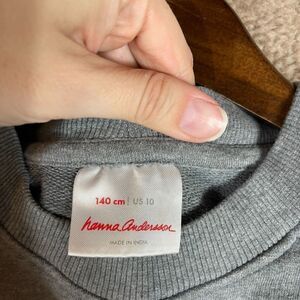 140 cm | US 10
hanna andersson
MADE IN INDIA